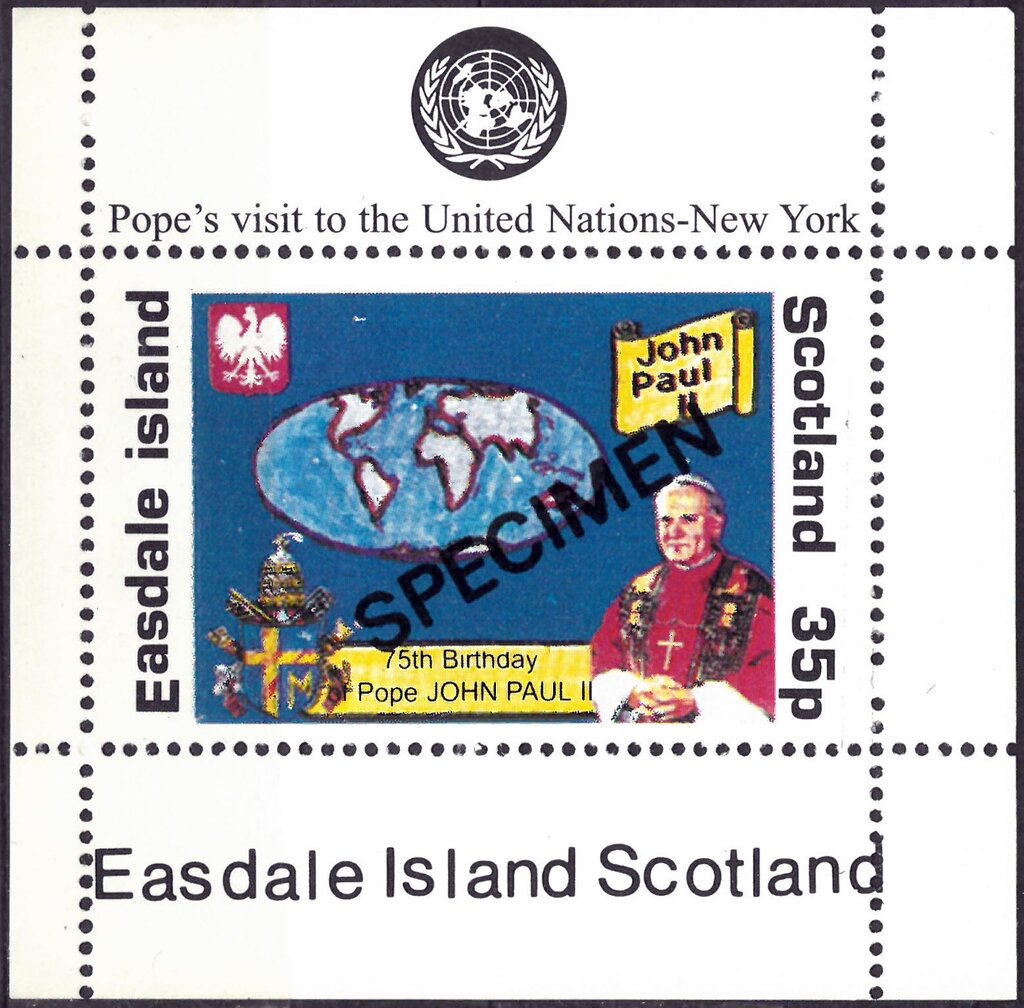 Pope's visit to the United Nations-New York
Easdale island
John
Paul
II
Scotland 35p
SPECIMEN
75th Birthday
of Pope JOHN PAUL II
M
Easdale Island Scotland